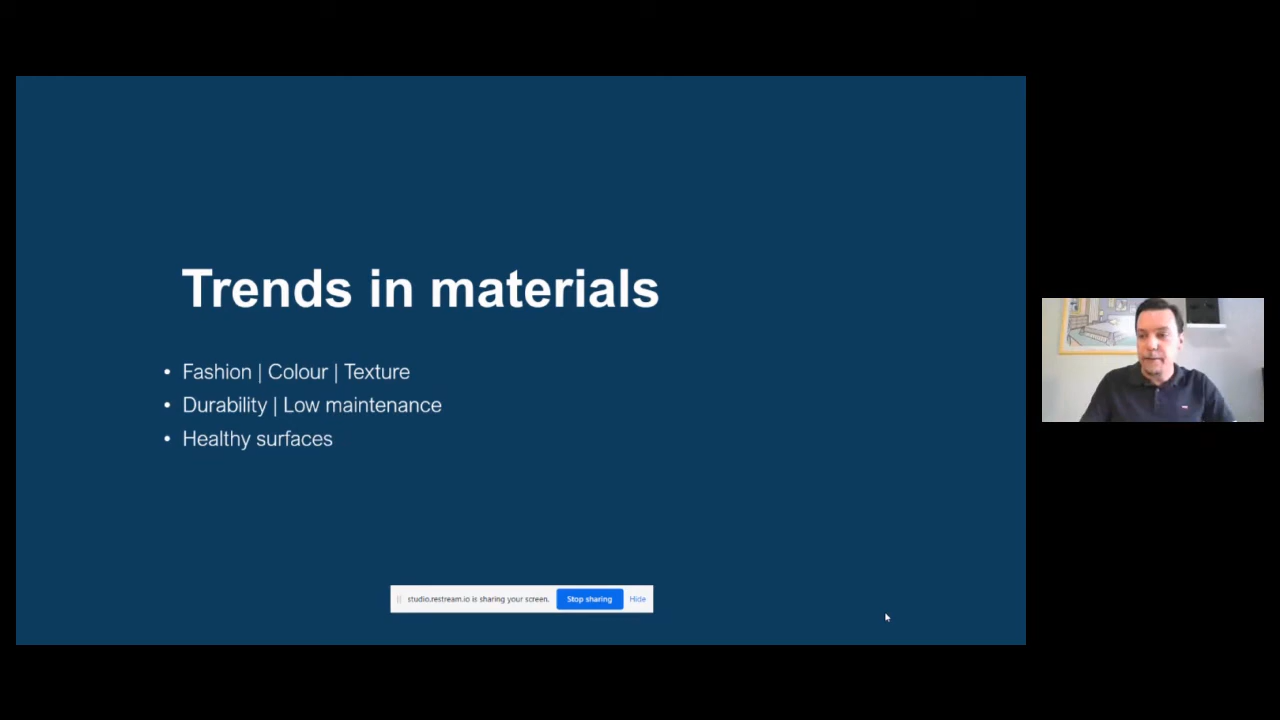 Trends in materials
• Fashion | Colour | Texture
• Durability | Low maintenance
• Healthy surfaces
studio.restream.io is sharing your screen. Stop sharing Hide